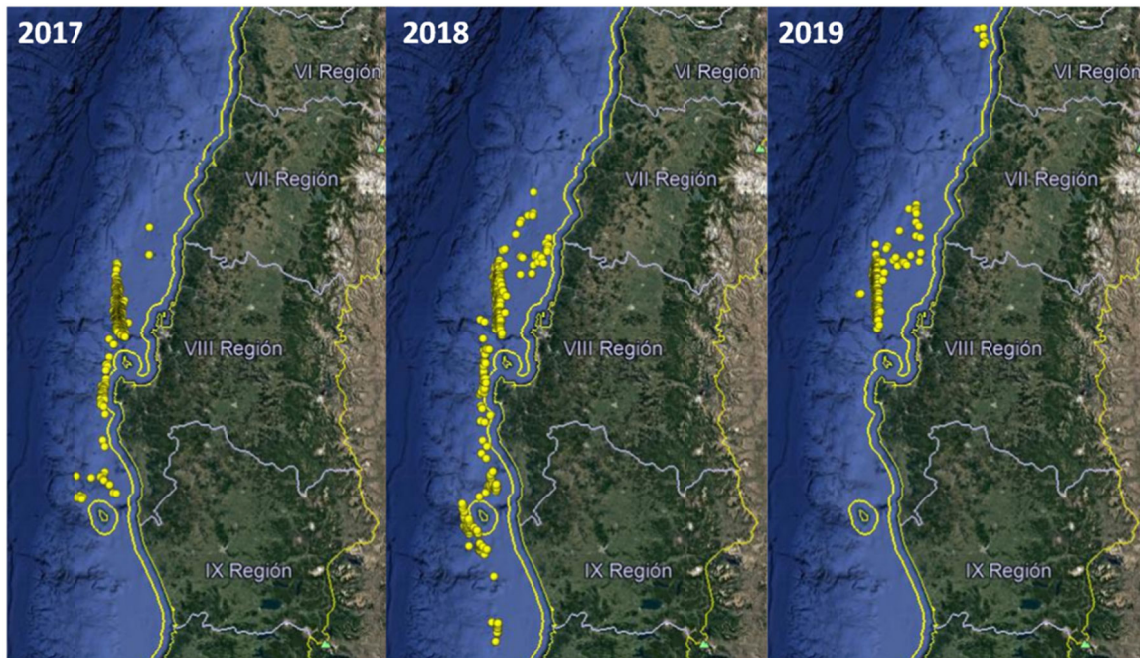 2017
2018
2019
VI Región
VI Región
VI Región
VII Región
VII Región
VII Región
VIII Región
VIII Región
VIII Región
IX Región
IX Región
IX Región